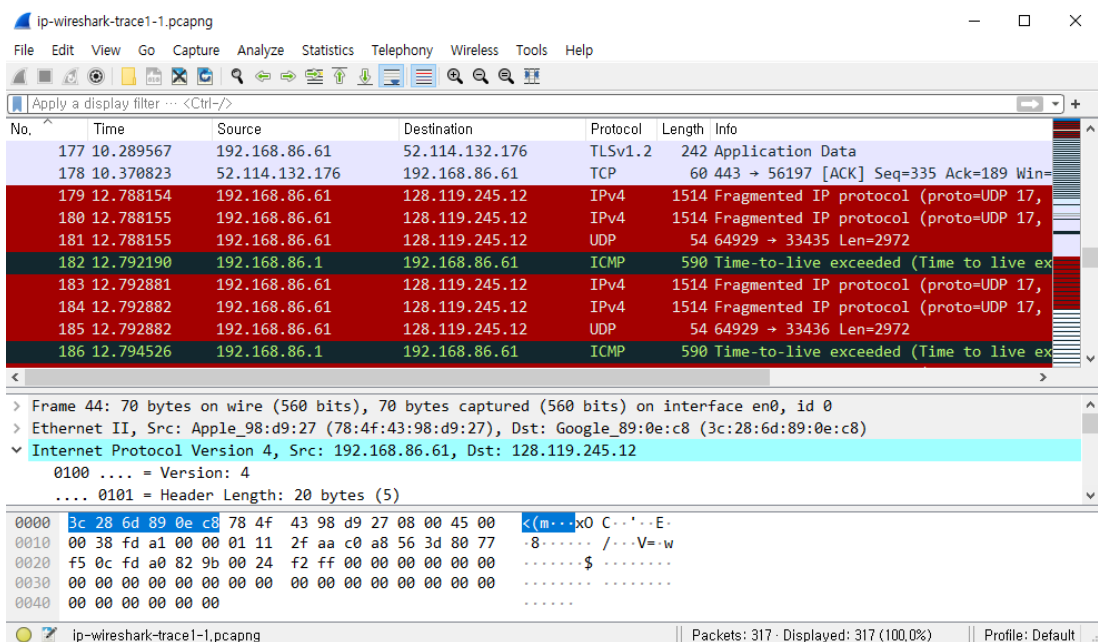 ip-wireshark-trace1-1.pcapng
File Edit View Go Capture Analyze Statistics Telephony Wireless Tools Help
Apply a display filter ··· <Ctrl-/>
No. Time Source Destination Protocol Length Info
177 10.289567 192.168.86.61 52.114.132.176 TLSv1.2 242 Application Data
178 10.370823 52.114.132.176 192.168.86.61 TCP 60 443 → 56197 [ACK] Seq=335 Ack=189 Win=
179 12.788154 192.168.86.61 128.119.245.12 IPv4 1514 Fragmented IP protocol (proto=UDP 17,
180 12.788155 192.168.86.61 128.119.245.12 IPv4 1514 Fragmented IP protocol (proto=UDP 17,
181 12.788155 192.168.86.61 128.119.245.12 UDP 54 64929 → 33435 Len=2972
182 12.792190 192.168.86.1 192.168.86.61 ICMP 590 Time-to-live exceeded (Time to live ex
183 12.792881 192.168.86.61 128.119.245.12 IPv4 1514 Fragmented IP protocol (proto=UDP 17,
184 12.792882 192.168.86.61 128.119.245.12 IPv4 1514 Fragmented IP protocol (proto=UDP 17,
185 12.792882 192.168.86.61 128.119.245.12 UDP 54 64929 → 33436 Len=2972
186 12.794526 192.168.86.1 192.168.86.61 ICMP 590 Time-to-live exceeded (Time to live ex
> Frame 44: 70 bytes on wire (560 bits), 70 bytes captured (560 bits) on interface en0, id 0
> Ethernet II, Src: Apple_98:d9:27 (78:4f:43:98:d9:27), Dst: Google_89:0e:c8 (3c:28:6d:89:0e:c8)
Internet Protocol Version 4, Src: 192.168.86.61, Dst: 128.119.245.12
0100 .... = Version: 4
.... 0101 = Header Length: 20 bytes (5)
0000 3c 28 6d 89 0e c8 78 4f 43 98 d9 27 08 00 45 00 <(m···xO C··'··E·
0010 00 38 fd a1 00 00 01 11 2f aa c0 a8 56 3d 80 77 ·8······ /···V=·w
0020 f5 0c fd a0 82 9b 00 24 f2 ff 00 00 00 00 00 00 ·······$ ········
0030 00 00 00 00 00 00 00 00 00 00 00 00 00 00 00 00 ········ ········
0040 00 00 00 00 00 00 ······
ip-wireshark-trace1-1.pcapng Packets: 317 · Displayed: 317 (100.0%) Profile: Default